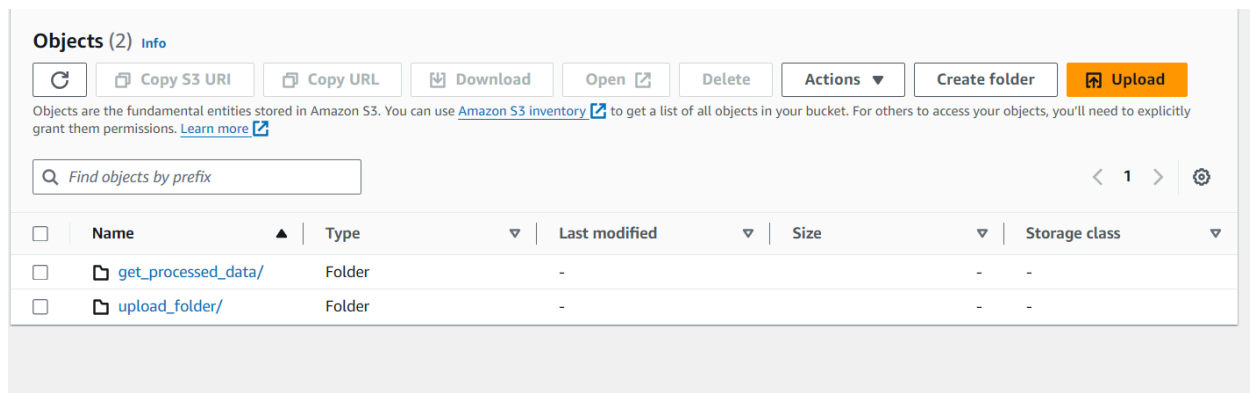 Objects (2) Info
Copy S3 URI Copy URL Download Open Delete Actions Create folder Upload
Objects are the fundamental entities stored in Amazon S3. You can use Amazon S3 inventory to get a list of all objects in your bucket. For others to access your objects, you'll need to explicitly
grant them permissions. Learn more
Find objects by prefix 1
Name Type Last modified Size Storage class
get_processed_data/ Folder - - -
upload_folder/ Folder - - -